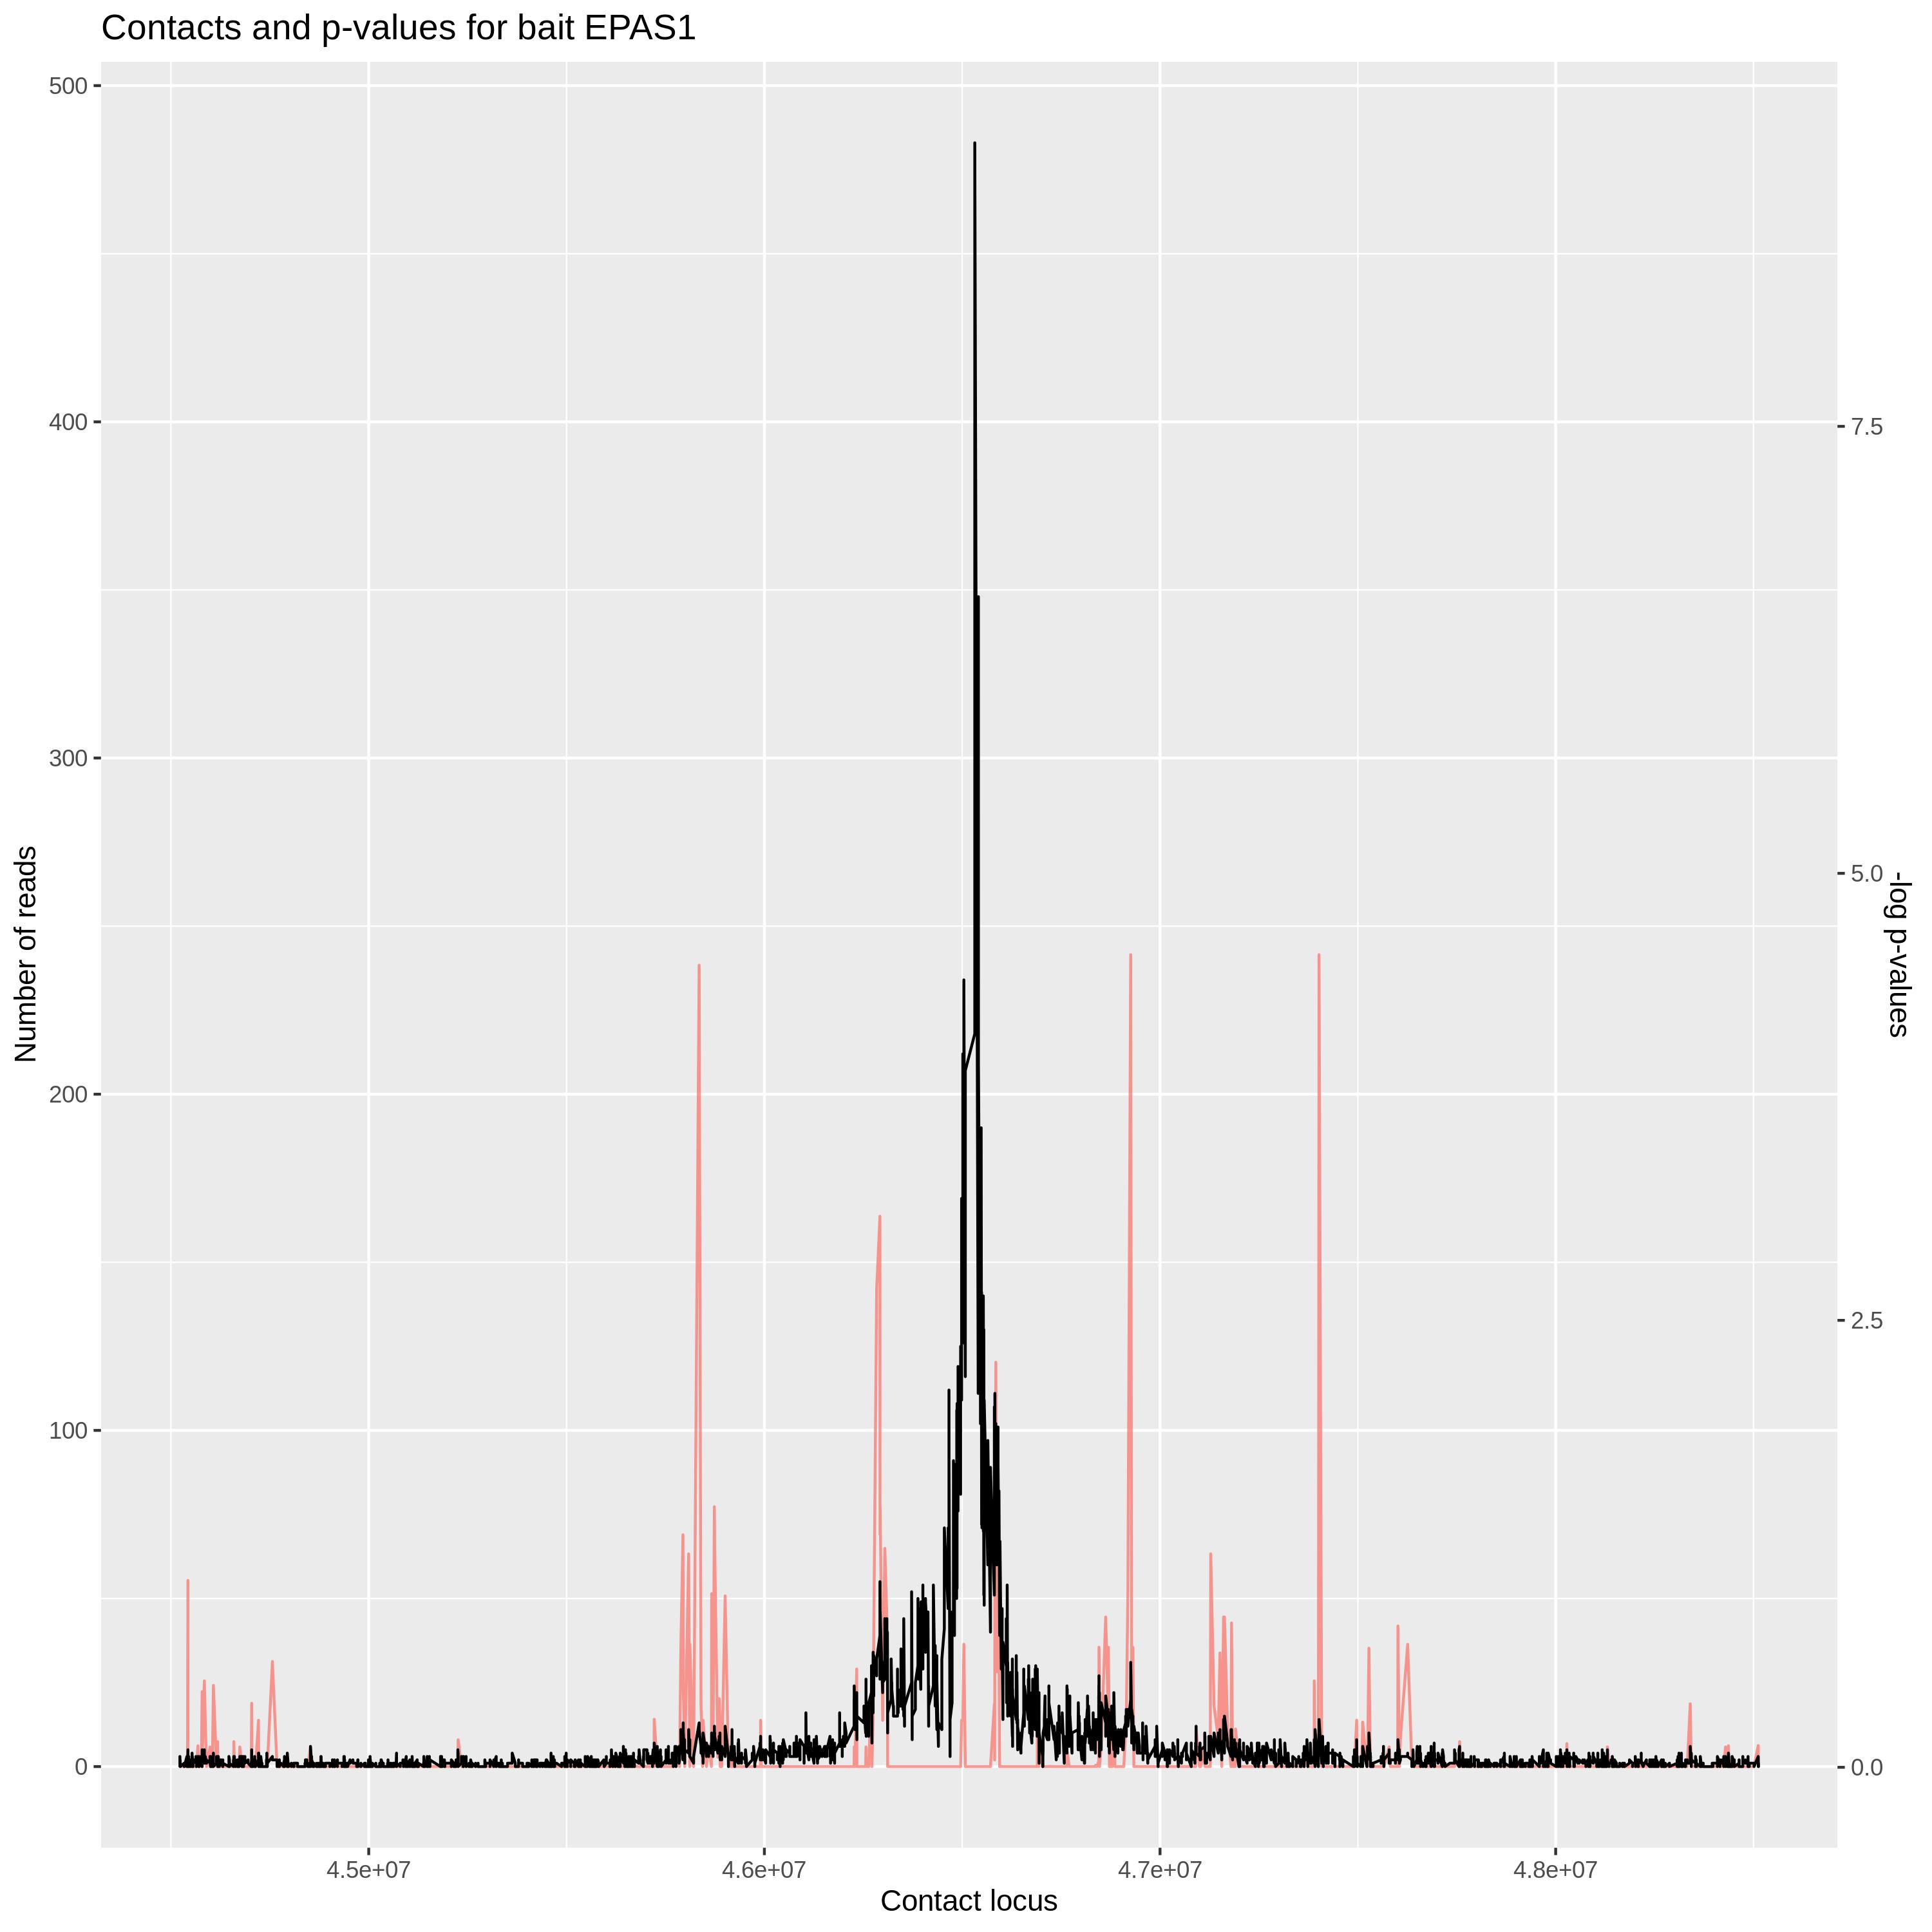 Contacts and p-values for bait EPAS1
500
400
300
200
100
0
Number of reads
7.5
5.0
2.5
0.0
-log p-values
4.5e+07
4.6e+07
4.7e+07
4.8e+07
Contact locus